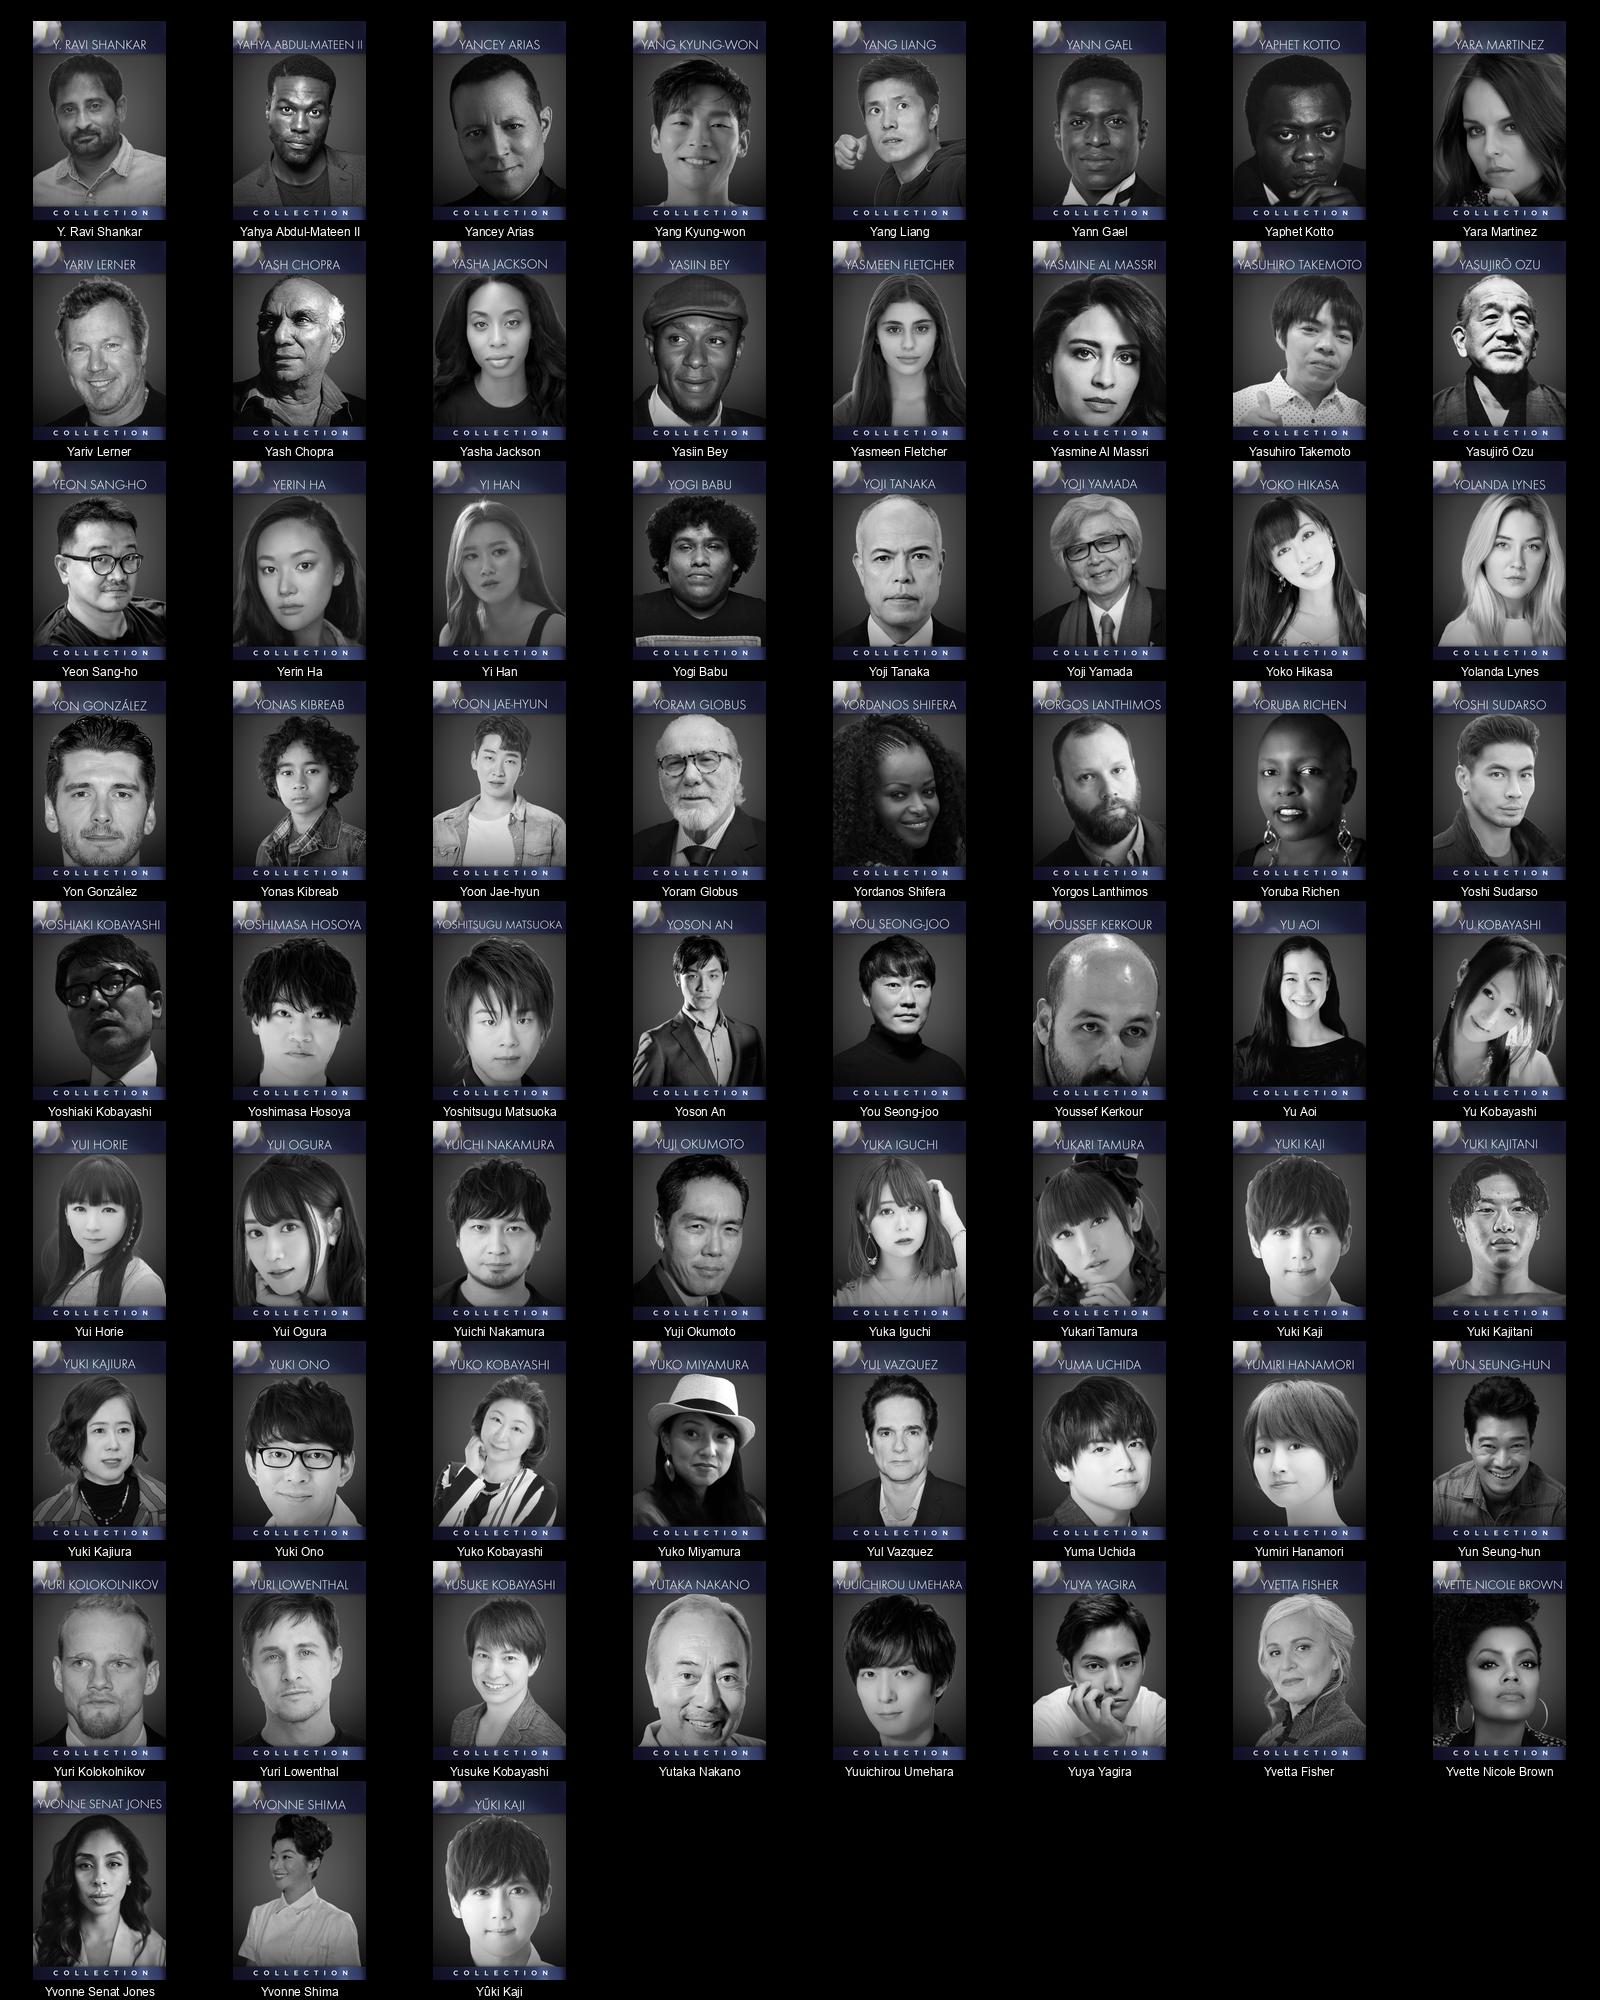 Y. RAVI SHANKAR YAHYA ABDUL-MATEEN II YANCEY ARIAS YANG KYUNG-WON YANG LIANG YANN GAEL YAPHET KOTTO YARA MARTINEZ
COLLECTION COLLECTION COLLECTION COLLECTION COLLECTION COLLECTION COLLECTION COLLECTION
Y. Ravi Shankar Yahya Abdul-Mateen II Yancey Arias Yang Kyung-won Yang Liang Yann Gael Yaphet Kotto Yara Martinez
YARIV LERNER YASH CHOPRA YASHA JACKSON YASIIN BEY YASMEEN FLETCHER YASMINE AL MASSRI YASUHIRO TAKEMOTO YASUJIRŌ OZU
COLLECTION COLLECTION COLLECTION COLLECTION COLLECTION COLLECTION COLLECTION COLLECTION
Yariv Lerner Yash Chopra Yasha Jackson Yasiin Bey Yasmeen Fletcher Yasmine Al Massri Yasuhiro Takemoto Yasujirō Ozu
YEON SANG-HO YERIN HA YI HAN YOGI BABU YOJI TANAKA YOJI YAMADA YOKO HIKASA YOLANDA LYNES
COLLECTION COLLECTION COLLECTION COLLECTION COLLECTION COLLECTION COLLECTION COLLECTION
Yeon Sang-ho Yerin Ha Yi Han Yogi Babu Yoji Tanaka Yoji Yamada Yoko Hikasa Yolanda Lynes
YON GONZÁLEZ YONAS KIBREAB YOON JAE-HYUN YORAM GLOBUS YORDANOS SHIFERA YORGOS LANTHIMOS YORUBA RICHEN YOSHI SUDARSO
COLLECTION COLLECTION COLLECTION COLLECTION COLLECTION COLLECTION COLLECTION COLLECTION
Yon González Yonas Kibreab Yoon Jae-hyun Yoram Globus Yordanos Shifera Yorgos Lanthimos Yoruba Richen Yoshi Sudarso
YOSHIAKI KOBAYASHI YOSHIMASA HOSOYA YOSHITSUGU MATSUOKA YOSON AN YOU SEONG-JOO YOUSSEF KERKOUR YU AOI YU KOBAYASHI
COLLECTION COLLECTION COLLECTION COLLECTION COLLECTION COLLECTION COLLECTION COLLECTION
Yoshiaki Kobayashi Yoshimasa Hosoya Yoshitsugu Matsuoka Yoson An You Seong-joo Youssef Kerkour Yu Aoi Yu Kobayashi
YUI HORIE YUI OGURA YUICHI NAKAMURA YUJI OKUMOTO YUKA IGUCHI YUKARI TAMURA YUKI KAJI YUKI KAJITANI
COLLECTION COLLECTION COLLECTION COLLECTION COLLECTION COLLECTION COLLECTION COLLECTION
Yui Horie Yui Ogura Yuichi Nakamura Yuji Okumoto Yuka Iguchi Yukari Tamura Yuki Kaji Yuki Kajitani
YUKI KAJIURA YUKI ONO YUKO KOBAYASHI YUKO MIYAMURA YUL VAZQUEZ YUMA UCHIDA YUMIRI HANAMORI YUN SEUNG-HUN
COLLECTION COLLECTION COLLECTION COLLECTION COLLECTION COLLECTION COLLECTION COLLECTION
Yuki Kajiura Yuki Ono Yuko Kobayashi Yuko Miyamura Yul Vazquez Yuma Uchida Yumiri Hanamori Yun Seung-hun
YURI KOLOKOLNIKOV YURI LOWENTHAL YUSUKE KOBAYASHI YUTAKA NAKANO YUUICHIROU UMEHARA YUYA YAGIRA YVETTA FISHER YVETTE NICOLE BROWN
COLLECTION COLLECTION COLLECTION COLLECTION COLLECTION COLLECTION COLLECTION COLLECTION
Yuri Kolokolnikov Yuri Lowenthal Yusuke Kobayashi Yutaka Nakano Yuuichirou Umehara Yuya Yagira Yvetta Fisher Yvette Nicole Brown
YVONNE SENAT JONES YVONNE SHIMA YŪKI KAJI
COLLECTION COLLECTION COLLECTION
Yvonne Senat Jones Yvonne Shima Yûki Kaji